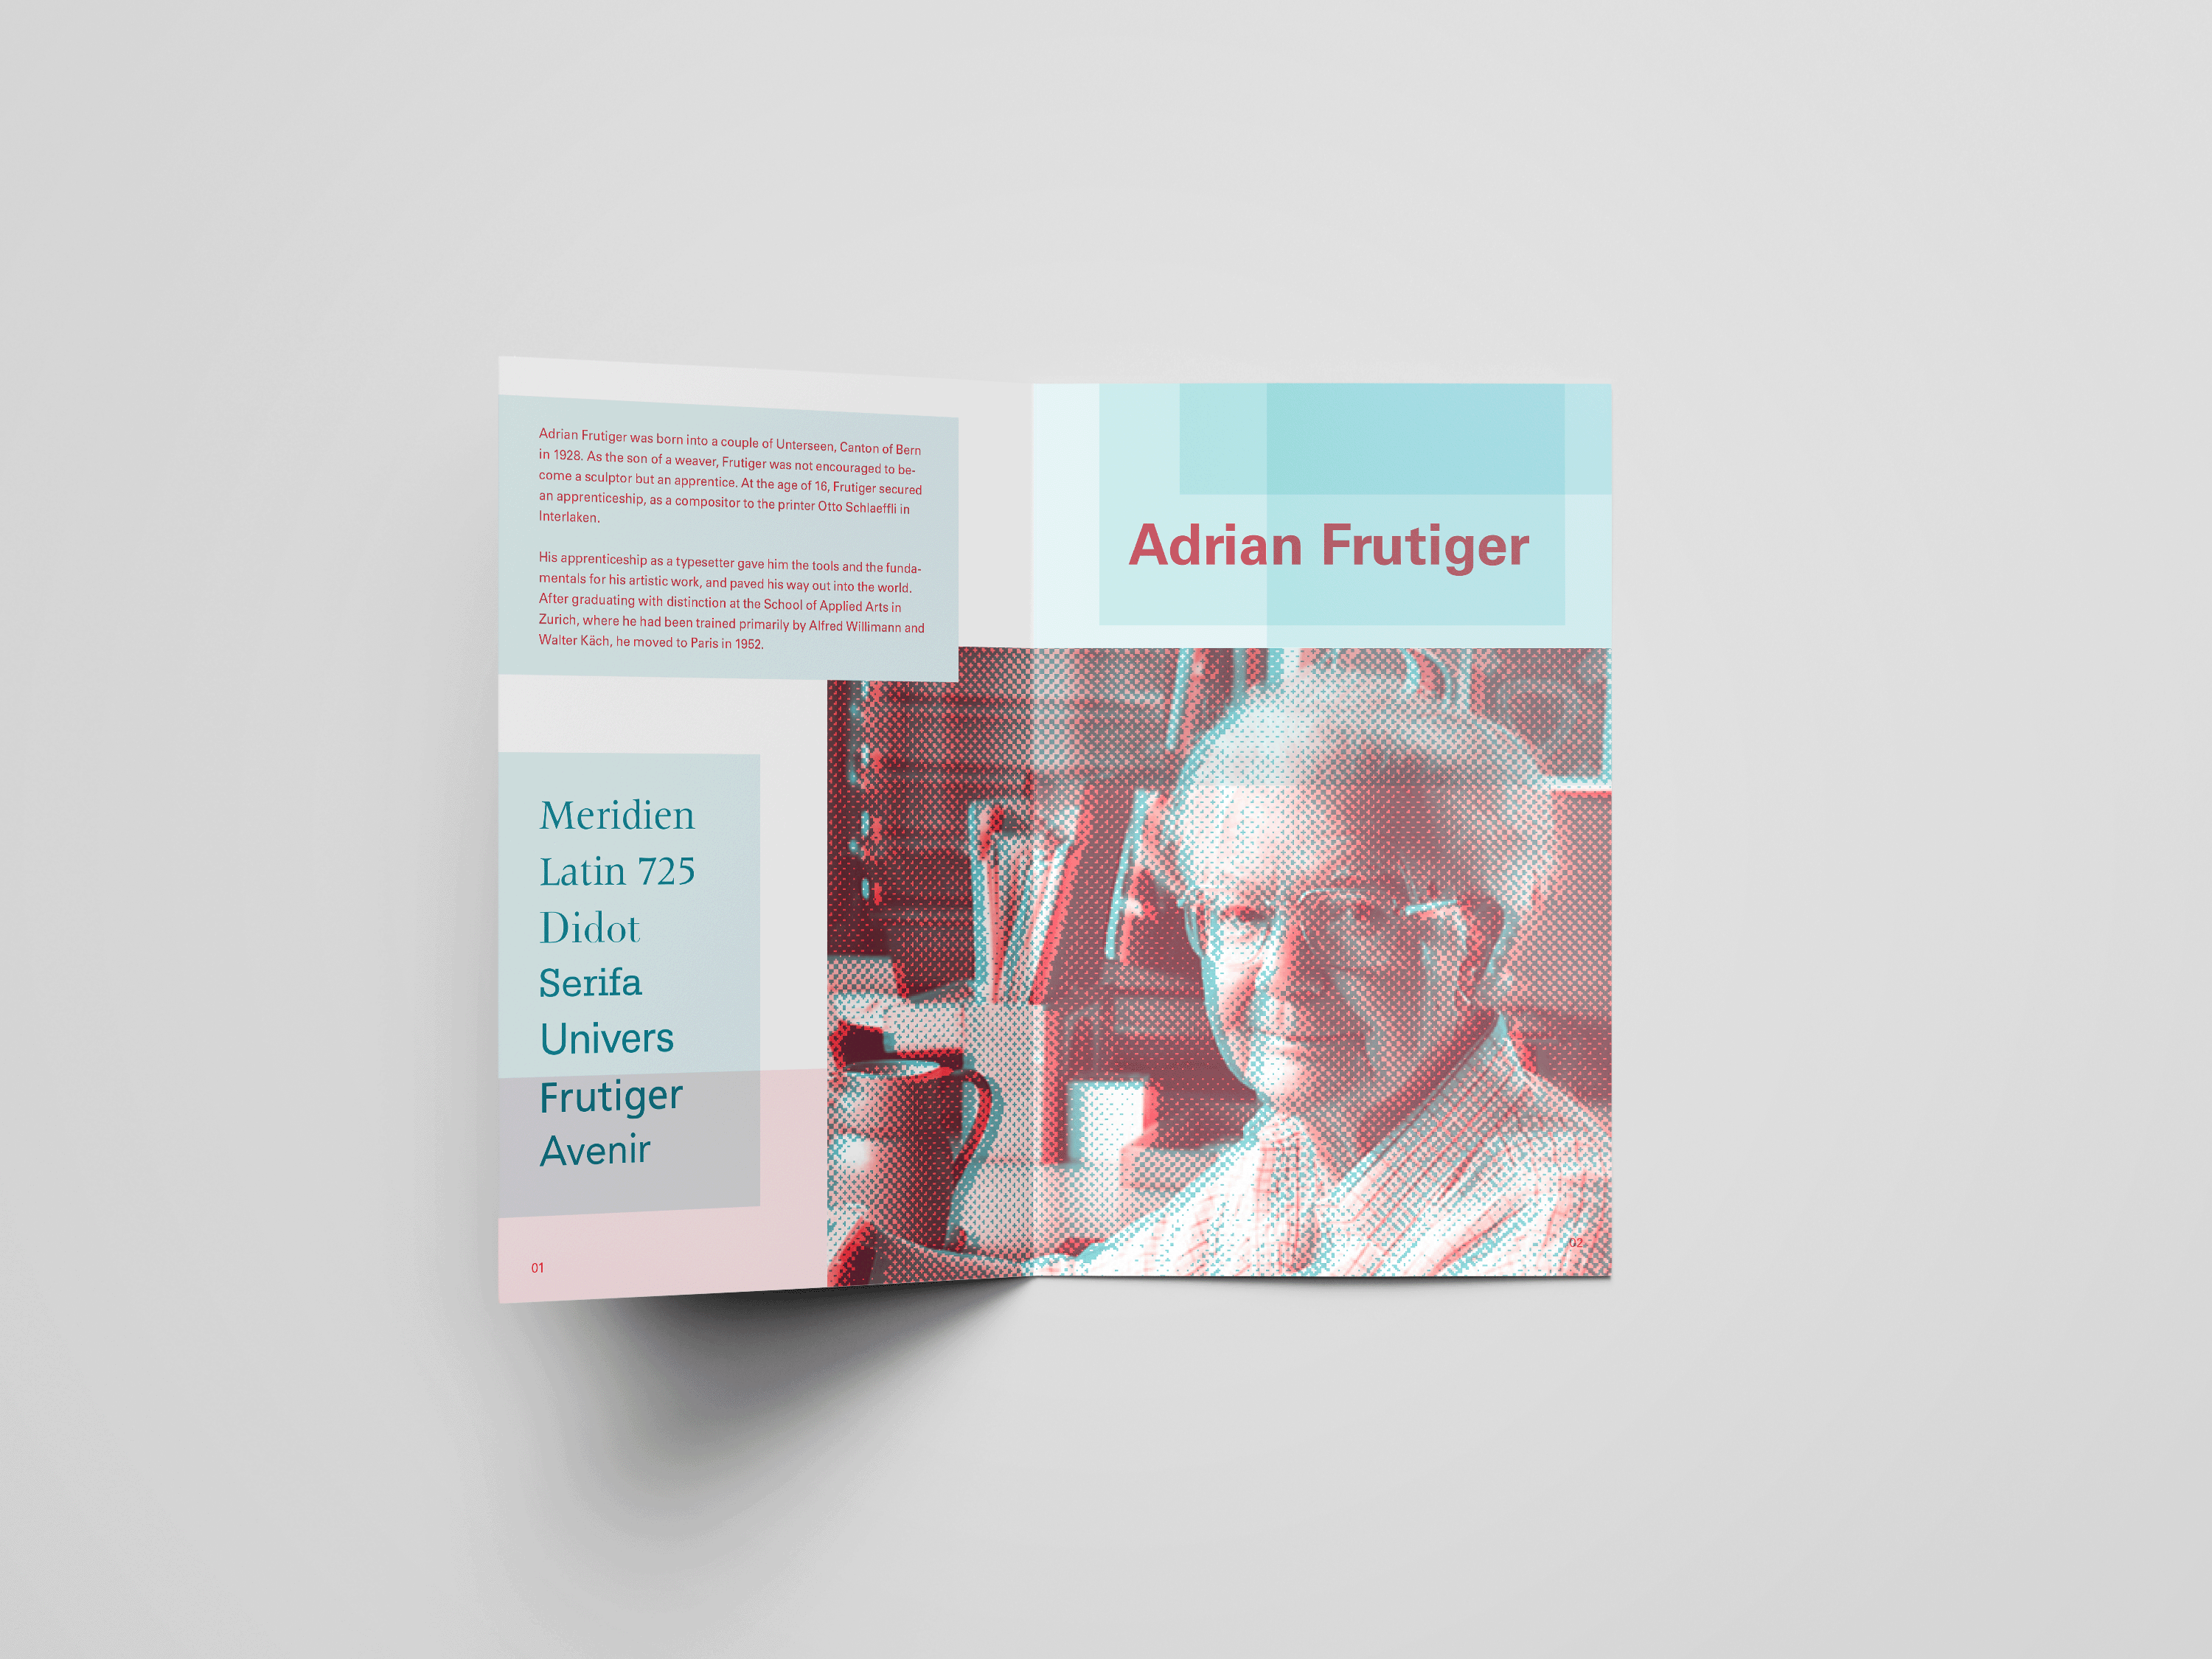 Adrian Frutiger was born into a couple of Unterseen, Canton of Bern
in 1928. As the son of a weaver, Frutiger was not encouraged to be-
come a sculptor but an apprentice. At the age of 16, Frutiger secured
an apprenticeship, as a compositor to the printer Otto Schlaeffli in
Interlaken.
His apprenticeship as a typesetter gave him the tools and the funda-
mentals for his artistic work, and paved his way out into the world.
After graduating with distinction at the School of Applied Arts in
Zurich, where he had been trained primarily by Alfred Willimann and
Walter Käch, he moved to Paris in 1952.
Meridien
Latin 725
Didot
Serifa
Univers
Frutiger
Avenir
01
Adrian Frutiger
02